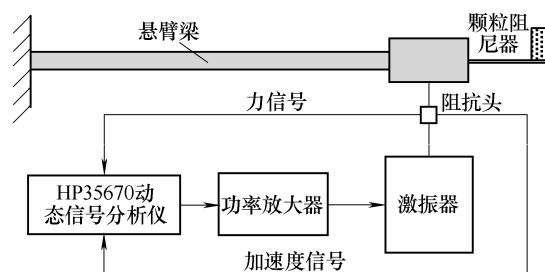 悬臂梁
颗粒阻
尼器
力信号
阻抗头
HP35670动
态信号分析仪
功率放大器
激振器
加速度信号